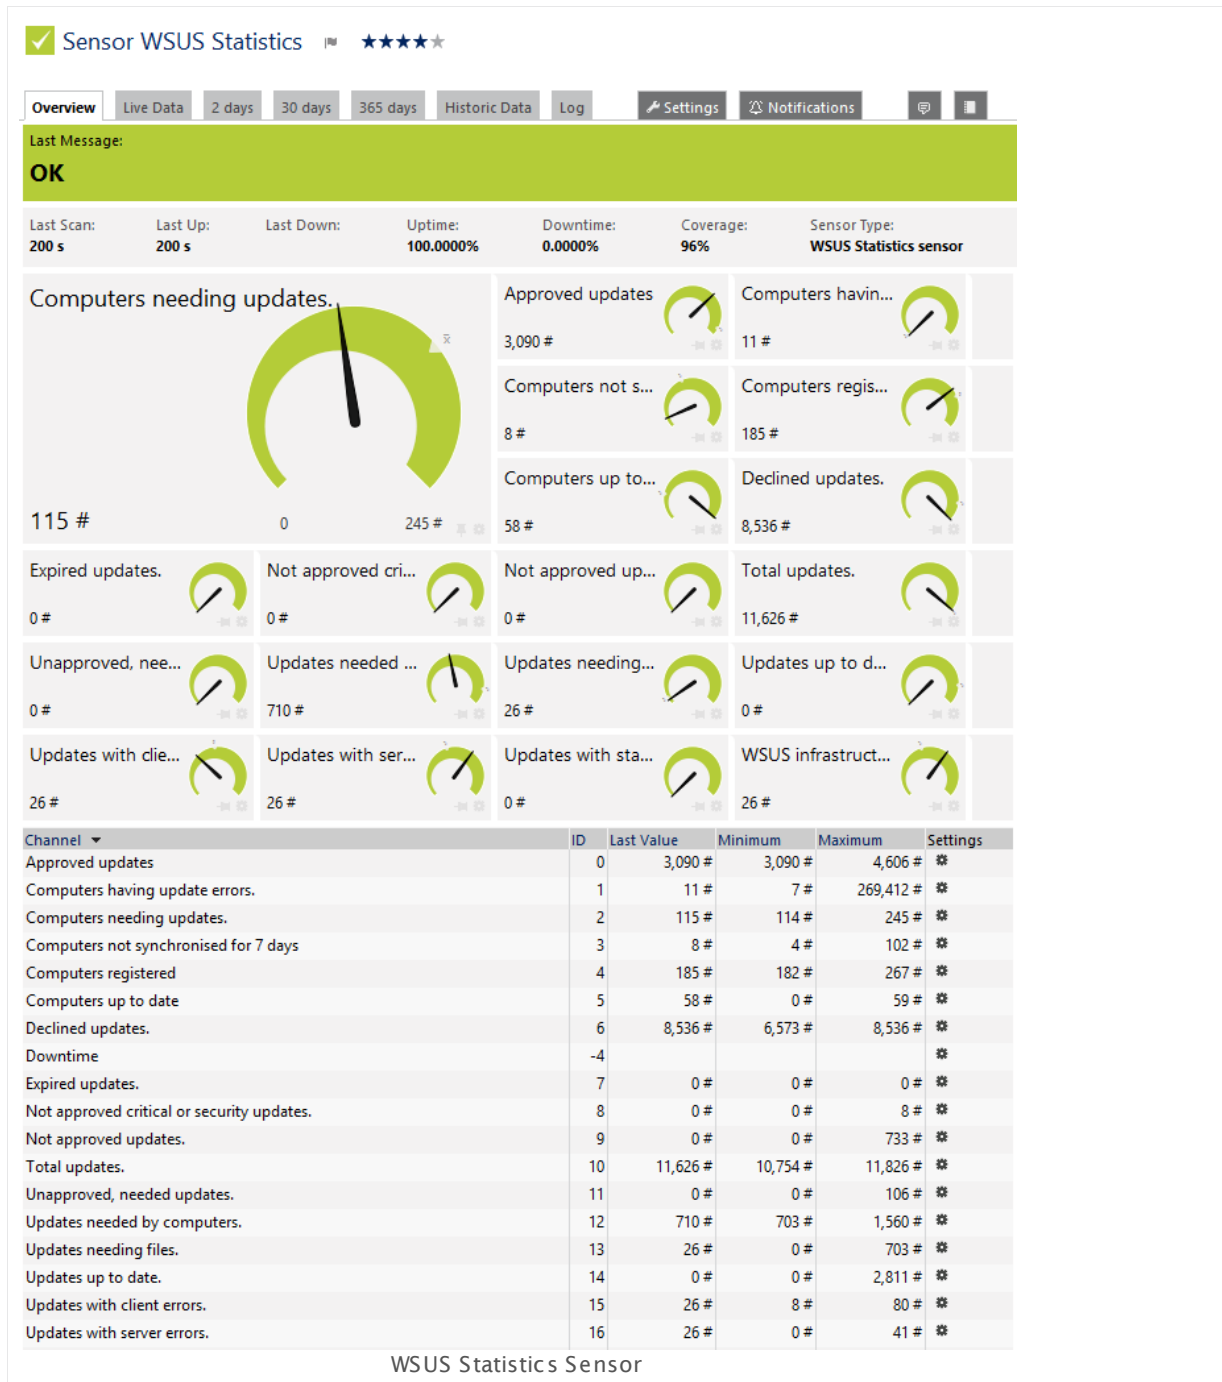 Sensor WSUS Statistics
Overview Live Data 2 days 30 days 365 days Historic Data Log Settings Notifications
Last Message:
OK
Last Scan: Last Up: Last Down: Uptime: Downtime: Coverage: Sensor Type:
200 s 200 s 100.0000% 0.0000% 96% WSUS Statistics sensor
Computers needing updates.
115 #
0
245 #
Approved updates
3,090 #
Computers havin...
11 #
Computers not s...
8 #
Computers regis...
185 #
Computers up to...
58 #
Declined updates.
8,536 #
Expired updates.
0 #
Not approved cri...
0 #
Not approved up...
0 #
Total updates.
11,626 #
Unapproved, nee...
0 #
Updates needed ...
710 #
Updates needing...
26 #
Updates up to d...
0 #
Updates with clie...
26 #
Updates with ser...
26 #
Updates with sta...
0 #
WSUS infrastruct...
26 #
Channel ID Last Value Minimum Maximum Settings
Approved updates 0 3,090 # 3,090 # 4,606 #
Computers having update errors. 1 11 # 7 # 269,412 #
Computers needing updates. 2 115 # 114 # 245 #
Computers not synchronised for 7 days 3 8 # 4 # 102 #
Computers registered 4 185 # 182 # 267 #
Computers up to date 5 58 # 0 # 59 #
Declined updates. 6 8,536 # 6,573 # 8,536 #
Downtime -4
Expired updates. 7 0 # 0 # 0 #
Not approved critical or security updates. 8 0 # 0 # 8 #
Not approved updates. 9 0 # 0 # 733 #
Total updates. 10 11,626 # 10,754 # 11,826 #
Unapproved, needed updates. 11 0 # 0 # 106 #
Updates needed by computers. 12 710 # 703 # 1,560 #
Updates needing files. 13 26 # 0 # 703 #
Updates up to date. 14 0 # 0 # 2,811 #
Updates with client errors. 15 26 # 8 # 80 #
Updates with server errors. 16 26 # 0 # 41 #
WSUS Statistics Sensor